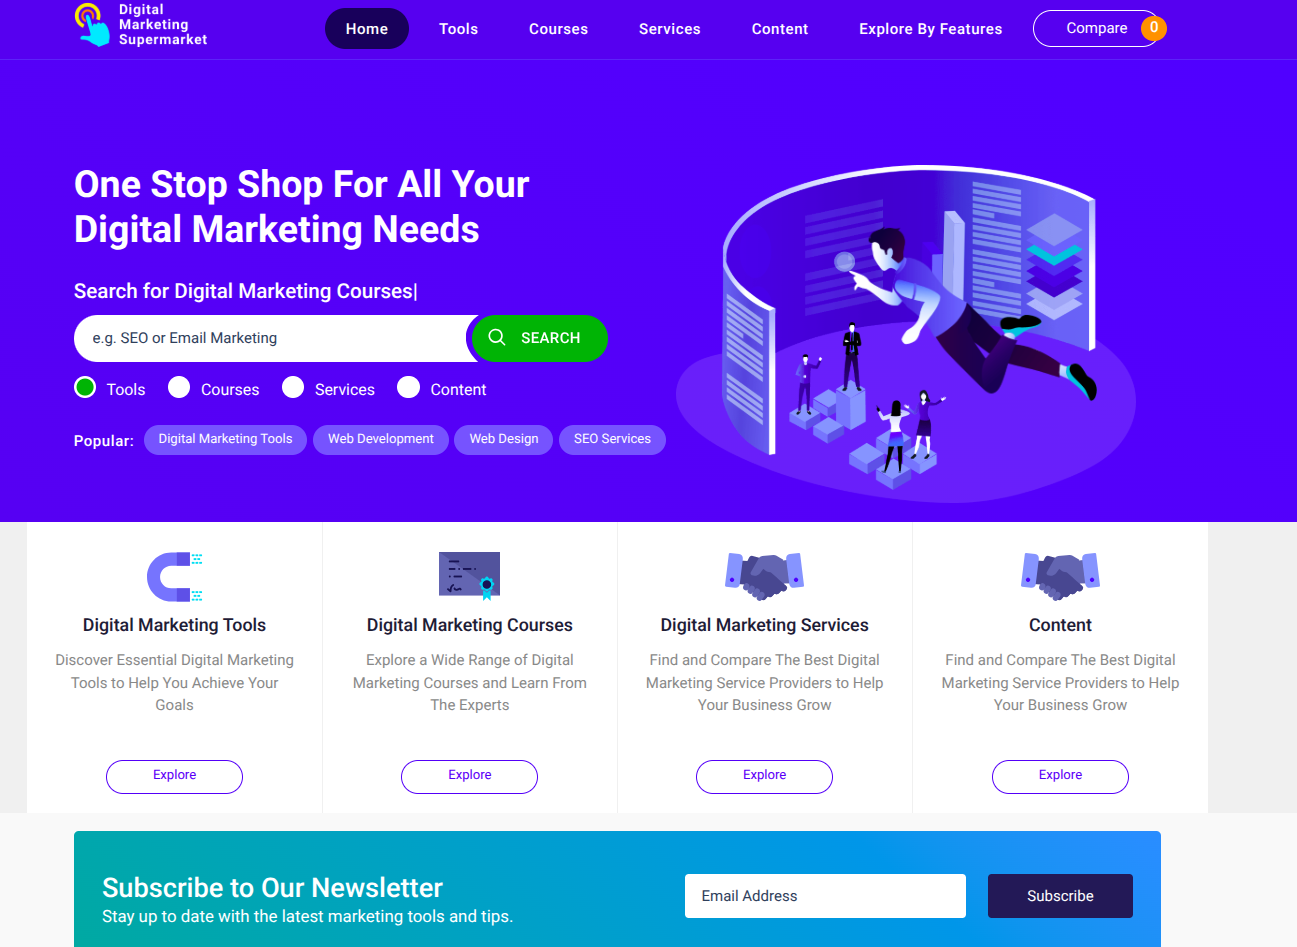 Digital
Marketing
Supermarket
Home
Tools
Courses
Services
Content
Explore By Features
Compare
0
One Stop Shop For All Your
Digital Marketing Needs
Search for Digital Marketing Courses|
e.g. SEO or Email Marketing
SEARCH
Tools
Courses
Services
Content
Popular:
Digital Marketing Tools
Web Development
Web Design
SEO Services
Digital Marketing Tools
Discover Essential Digital Marketing
Tools to Help You Achieve Your
Goals
Explore
Digital Marketing Courses
Explore a Wide Range of Digital
Marketing Courses and Learn From
The Experts
Explore
Digital Marketing Services
Find and Compare The Best Digital
Marketing Service Providers to Help
Your Business Grow
Explore
Content
Find and Compare The Best Digital
Marketing Service Providers to Help
Your Business Grow
Explore
Subscribe to Our Newsletter
Stay up to date with the latest marketing tools and tips.
Email Address
Subscribe